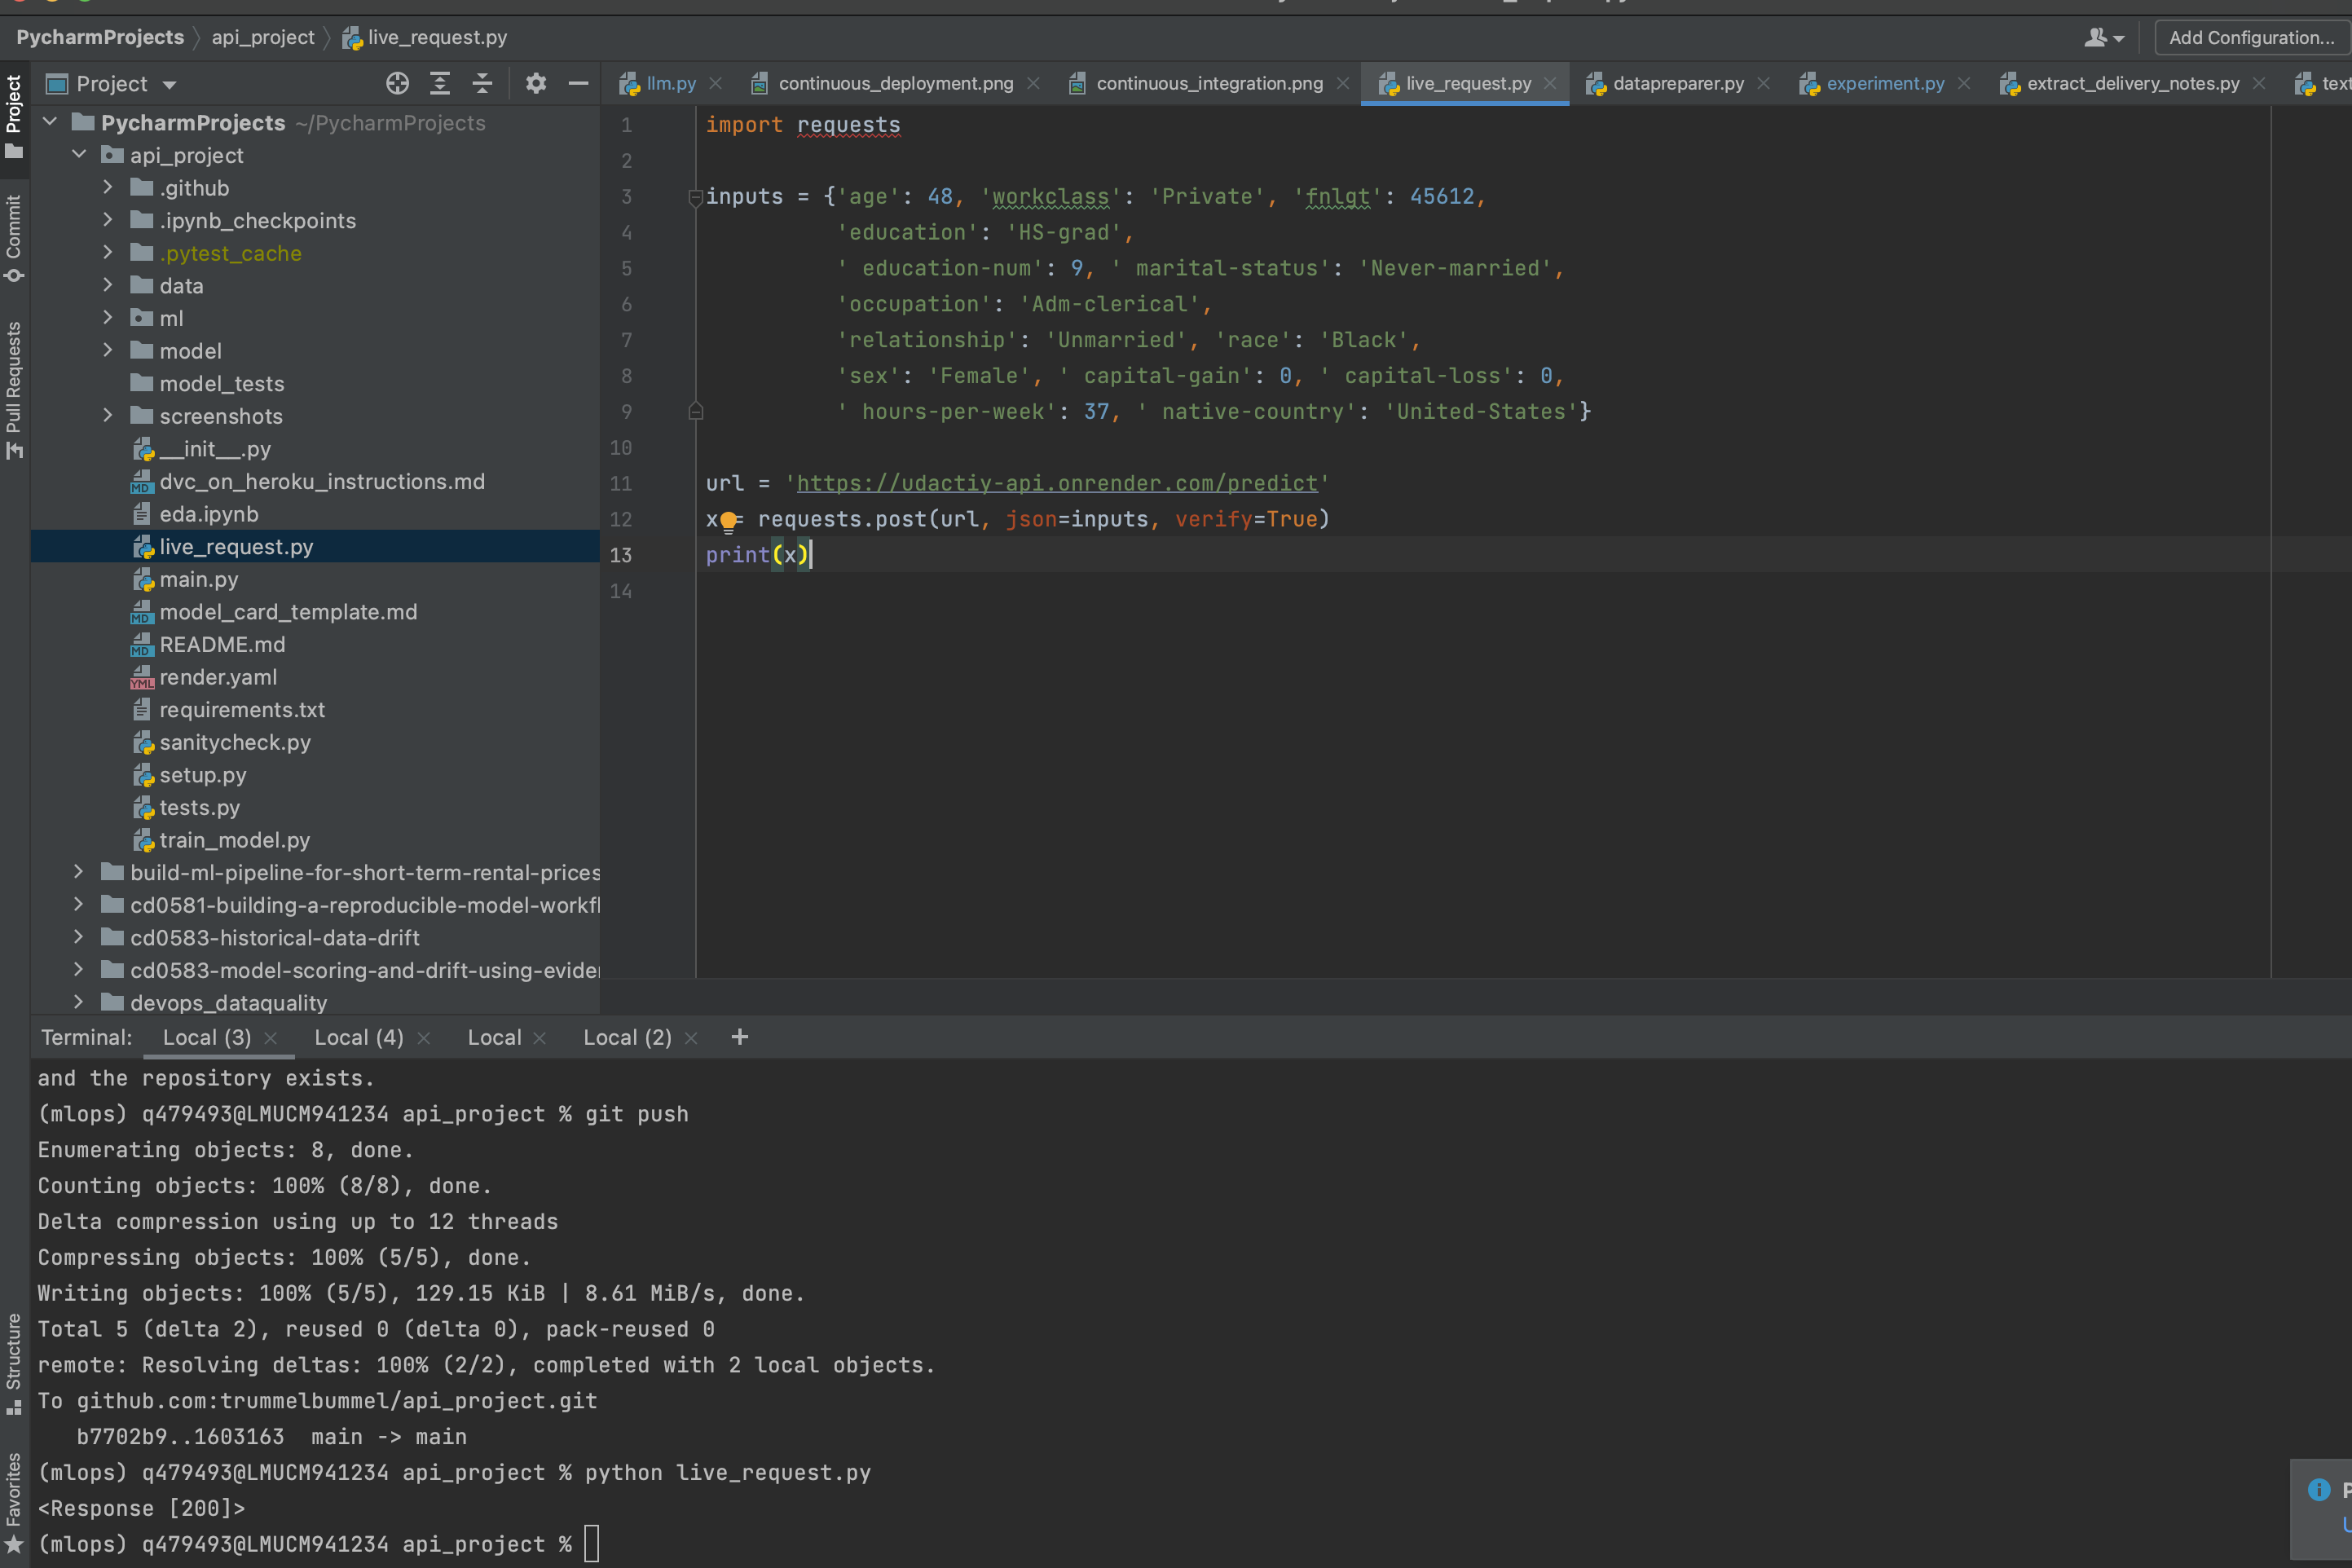 PycharmProjects api_project live_request.py Add Configuration...
Project
llm.py continuous_deployment.png continuous_integration.png live_request.py datapreparer.py experiment.py extract_delivery_notes.py
Project
Commit
Pull Requests
Structure
Favorites
PycharmProjects ~/PycharmProjects
api_project
.github
.ipynb_checkpoints
.pytest_cache
data
ml
model
model_tests
screenshots
__init__.py
dvc_on_heroku_instructions.md
eda.ipynb
live_request.py
main.py
model_card_template.md
README.md
render.yaml
requirements.txt
sanitycheck.py
setup.py
tests.py
train_model.py
build-ml-pipeline-for-short-term-rental-prices
cd0581-building-a-reproducible-model-workfl
cd0583-historical-data-drift
cd0583-model-scoring-and-drift-using-evide
devops_dataquality
1 import requests
2
3 inputs = {'age': 48, 'workclass': 'Private', 'fnlgt': 45612,
4 'education': 'HS-grad',
5 ' education-num': 9, ' marital-status': 'Never-married',
6 'occupation': 'Adm-clerical',
7 'relationship': 'Unmarried', 'race': 'Black',
8 'sex': 'Female', ' capital-gain': 0, ' capital-loss': 0,
9 ' hours-per-week': 37, ' native-country': 'United-States'}
10
11 url = 'https://udactiy-api.onrender.com/predict'
12 x = requests.post(url, json=inputs, verify=True)
13 print(x)
14
Terminal: Local (3) Local (4) Local Local (2) +
and the repository exists.
(mlops) q479493@LMUCM941234 api_project % git push
Enumerating objects: 8, done.
Counting objects: 100% (8/8), done.
Delta compression using up to 12 threads
Compressing objects: 100% (5/5), done.
Writing objects: 100% (5/5), 129.15 KiB | 8.61 MiB/s, done.
Total 5 (delta 2), reused 0 (delta 0), pack-reused 0
remote: Resolving deltas: 100% (2/2), completed with 2 local objects.
To github.com:trummelbummel/api_project.git
b7702b9..1603163 main -> main
(mlops) q479493@LMUCM941234 api_project % python live_request.py
<Response [200]>
(mlops) q479493@LMUCM941234 api_project %